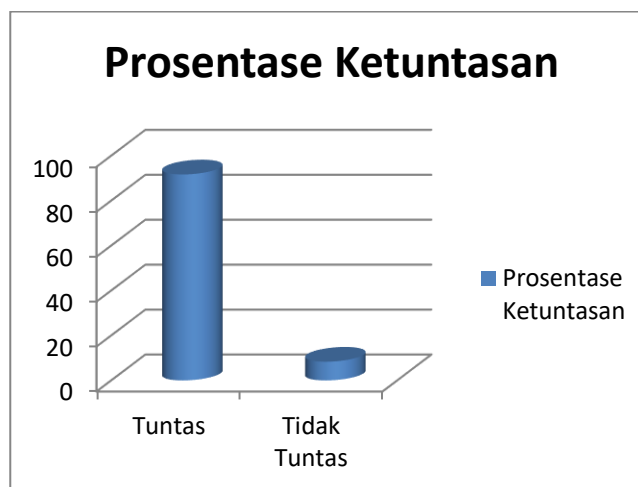 Prosentase Ketuntasan
100
80
60
40
20
0
Tuntas
Tidak
Tuntas
Prosentase
Ketuntasan